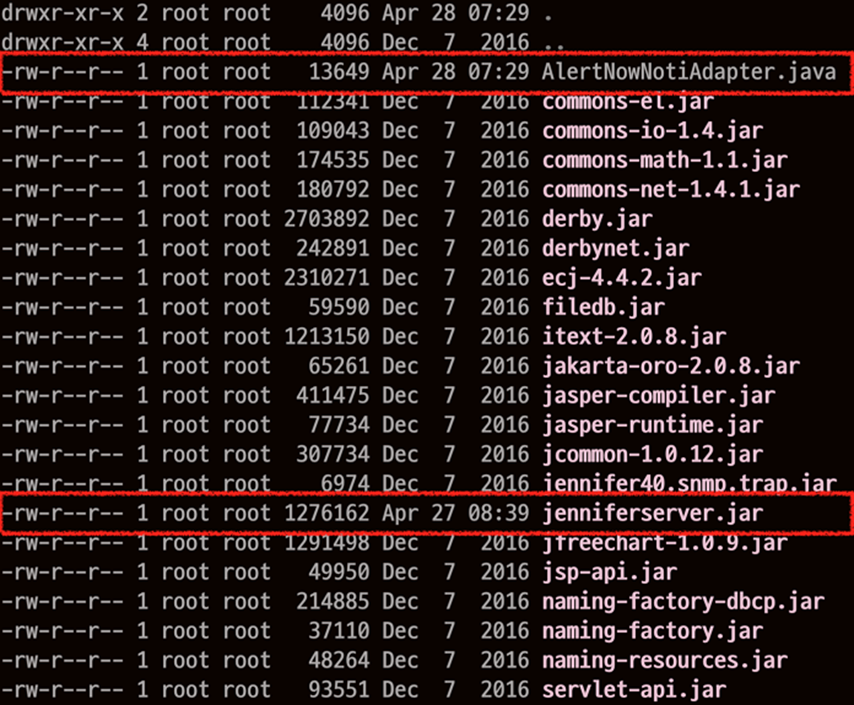 drwxr-xr-x 2 root root    4096 Apr 28 07:29 .
drwxr-xr-x 4 root root    4096 Dec  7  2016 ..
-rw-r--r-- 1 root root   13649 Apr 28 07:29 AlertNowNotiAdapter.java
-rw-r--r-- 1 root root  112341 Dec  7  2016 commons-el.jar
-rw-r--r-- 1 root root  109043 Dec  7  2016 commons-io-1.4.jar
-rw-r--r-- 1 root root  174535 Dec  7  2016 commons-math-1.1.jar
-rw-r--r-- 1 root root  180792 Dec  7  2016 commons-net-1.4.1.jar
-rw-r--r-- 1 root root 2703892 Dec  7  2016 derby.jar
-rw-r--r-- 1 root root  242891 Dec  7  2016 derbynet.jar
-rw-r--r-- 1 root root 2310271 Dec  7  2016 ecj-4.4.2.jar
-rw-r--r-- 1 root root   59590 Dec  7  2016 filedb.jar
-rw-r--r-- 1 root root 1213150 Dec  7  2016 itext-2.0.8.jar
-rw-r--r-- 1 root root   65261 Dec  7  2016 jakarta-oro-2.0.8.jar
-rw-r--r-- 1 root root  411475 Dec  7  2016 jasper-compiler.jar
-rw-r--r-- 1 root root   77734 Dec  7  2016 jasper-runtime.jar
-rw-r--r-- 1 root root  307734 Dec  7  2016 jcommon-1.0.12.jar
-rw-r--r-- 1 root root    6974 Dec  7  2016 jennifer40.snmp.trap.jar
-rw-r--r-- 1 root root 1276162 Apr 27 08:39 jenniferserver.jar
-rw-r--r-- 1 root root 1291498 Dec  7  2016 jfreechart-1.0.9.jar
-rw-r--r-- 1 root root   49950 Dec  7  2016 jsp-api.jar
-rw-r--r-- 1 root root  214885 Dec  7  2016 naming-factory-dbcp.jar
-rw-r--r-- 1 root root   37110 Dec  7  2016 naming-factory.jar
-rw-r--r-- 1 root root   48264 Dec  7  2016 naming-resources.jar
-rw-r--r-- 1 root root   93551 Dec  7  2016 servlet-api.jar